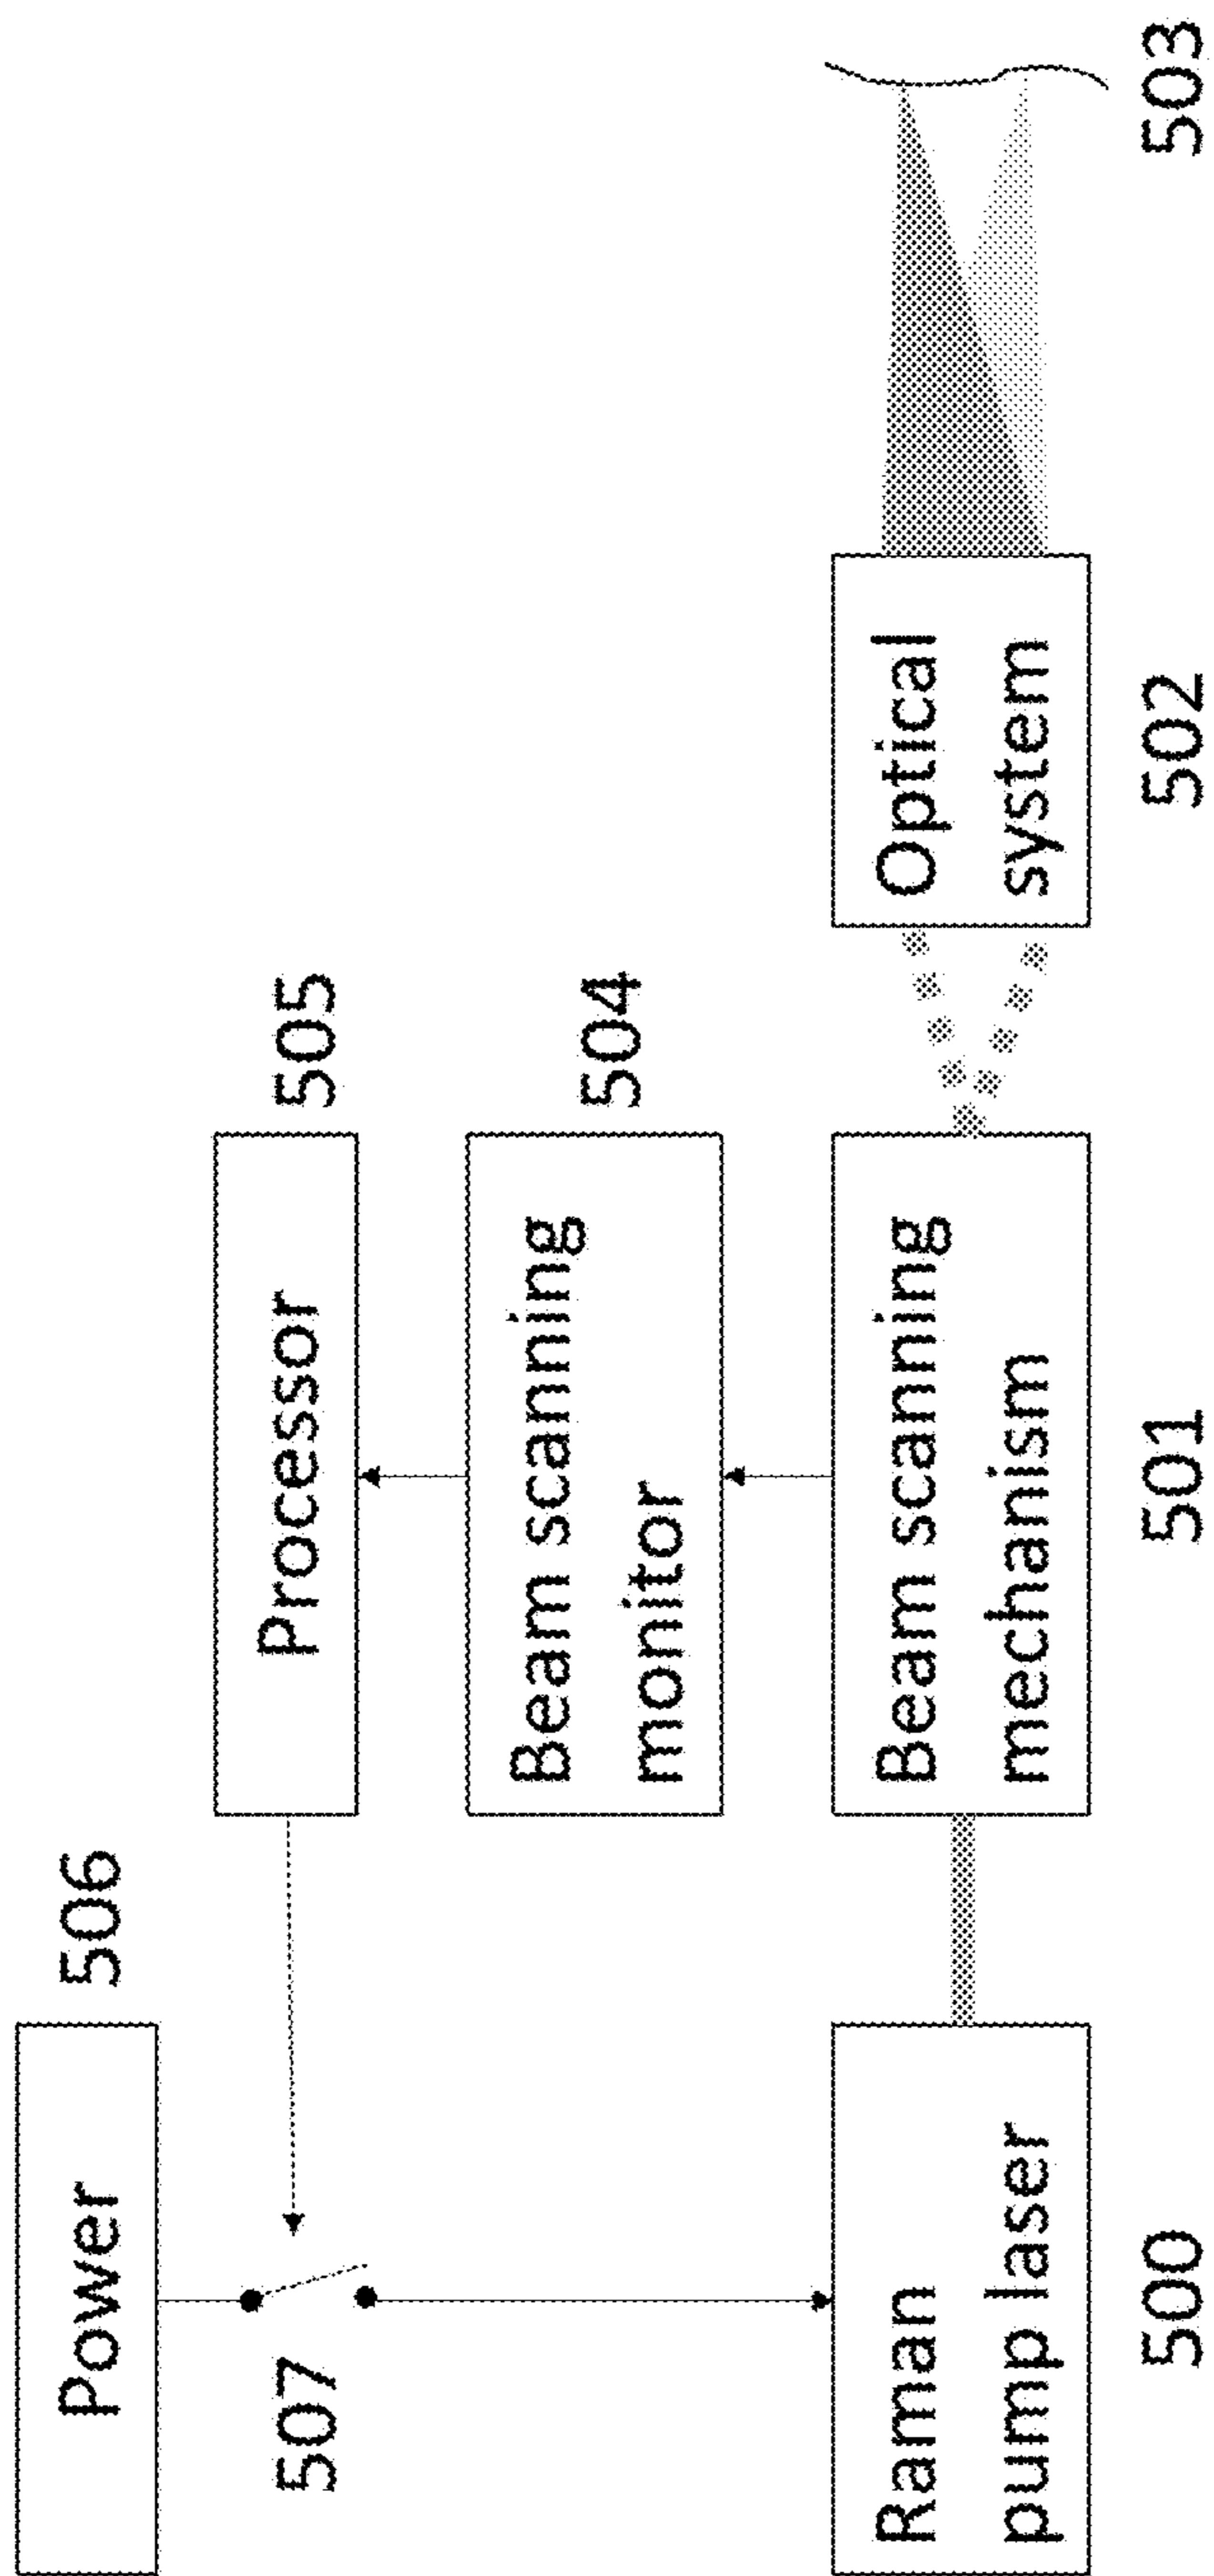 Power
506
507
Processor
505
Beam scanning
monitor
504
Raman
pump laser
500
Beam scanning
mechanism
501
Optical
system
502
503